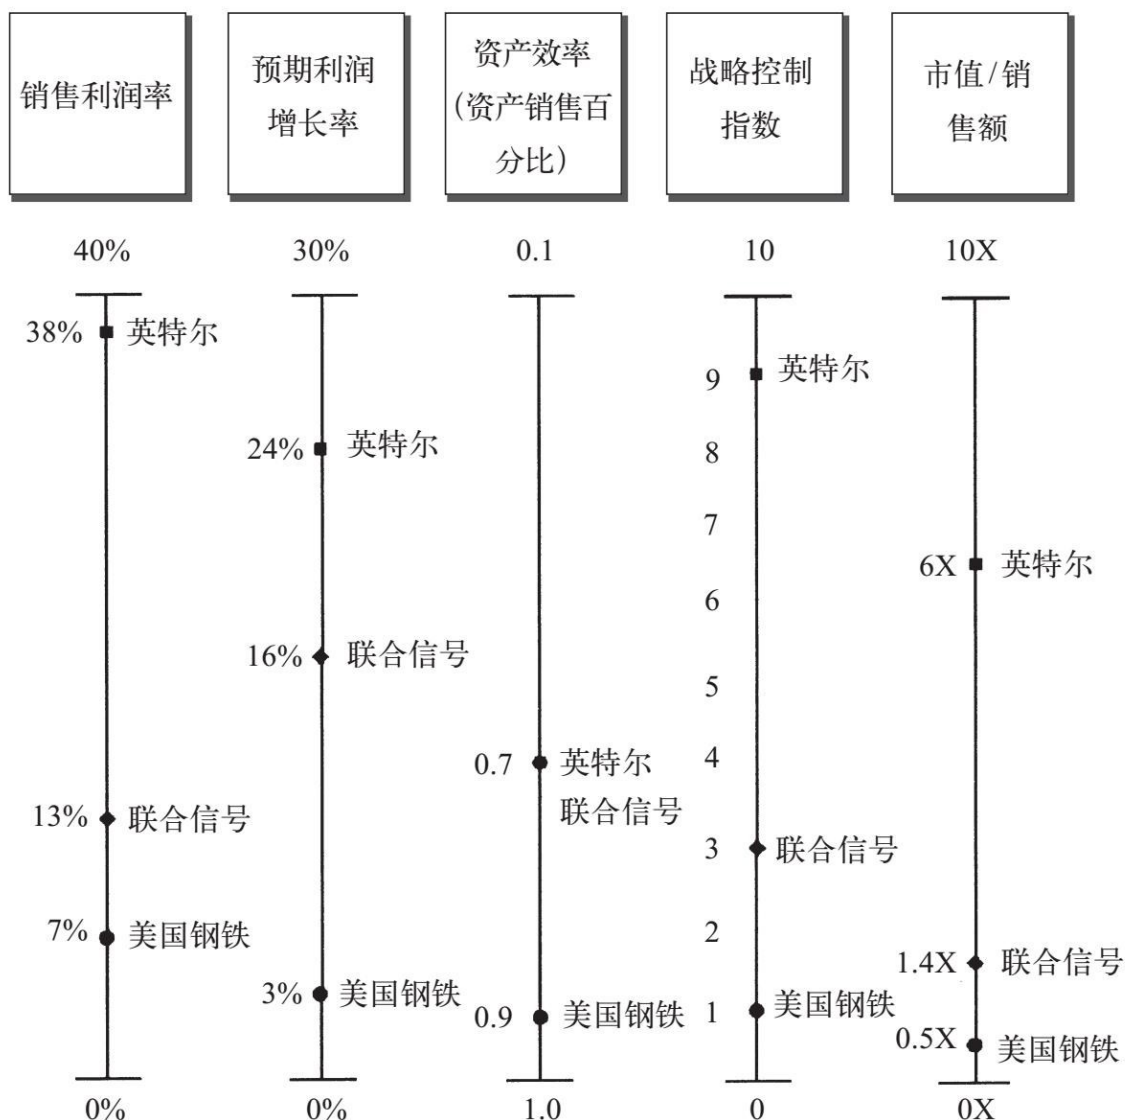 销售利润率
预期利润
增长率
资产效率
(资产销售百
分比)
战略控制
指数
市值/销
售额
40%
38%
英特尔
13%
联合信号
7%
美国钢铁
0%
30%
24%
英特尔
16%
联合信号
3%
美国钢铁
0%
0.1
0.7
英特尔
联合信号
0.9
美国钢铁
1.0
10
9
英特尔
8
7
6
5
4
3
联合信号
2
1
美国钢铁
0
10X
6X
英特尔
1.4X
联合信号
0.5X
美国钢铁
0X